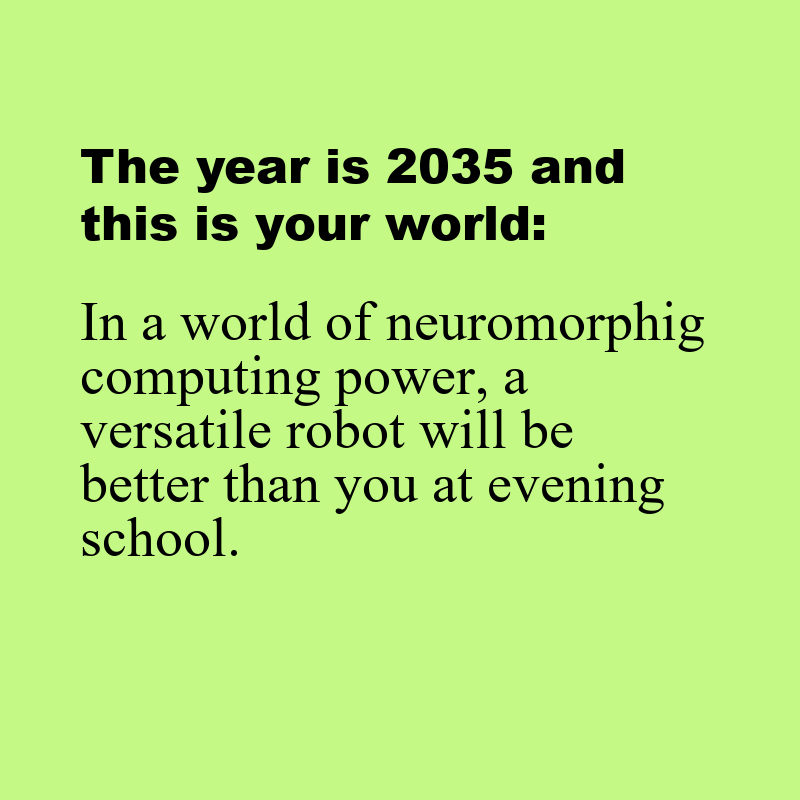 The year is 2035 and
this is your world:
In a world of neuromorphig
computing power, a
versatile robot will be
better than you at evening
school.